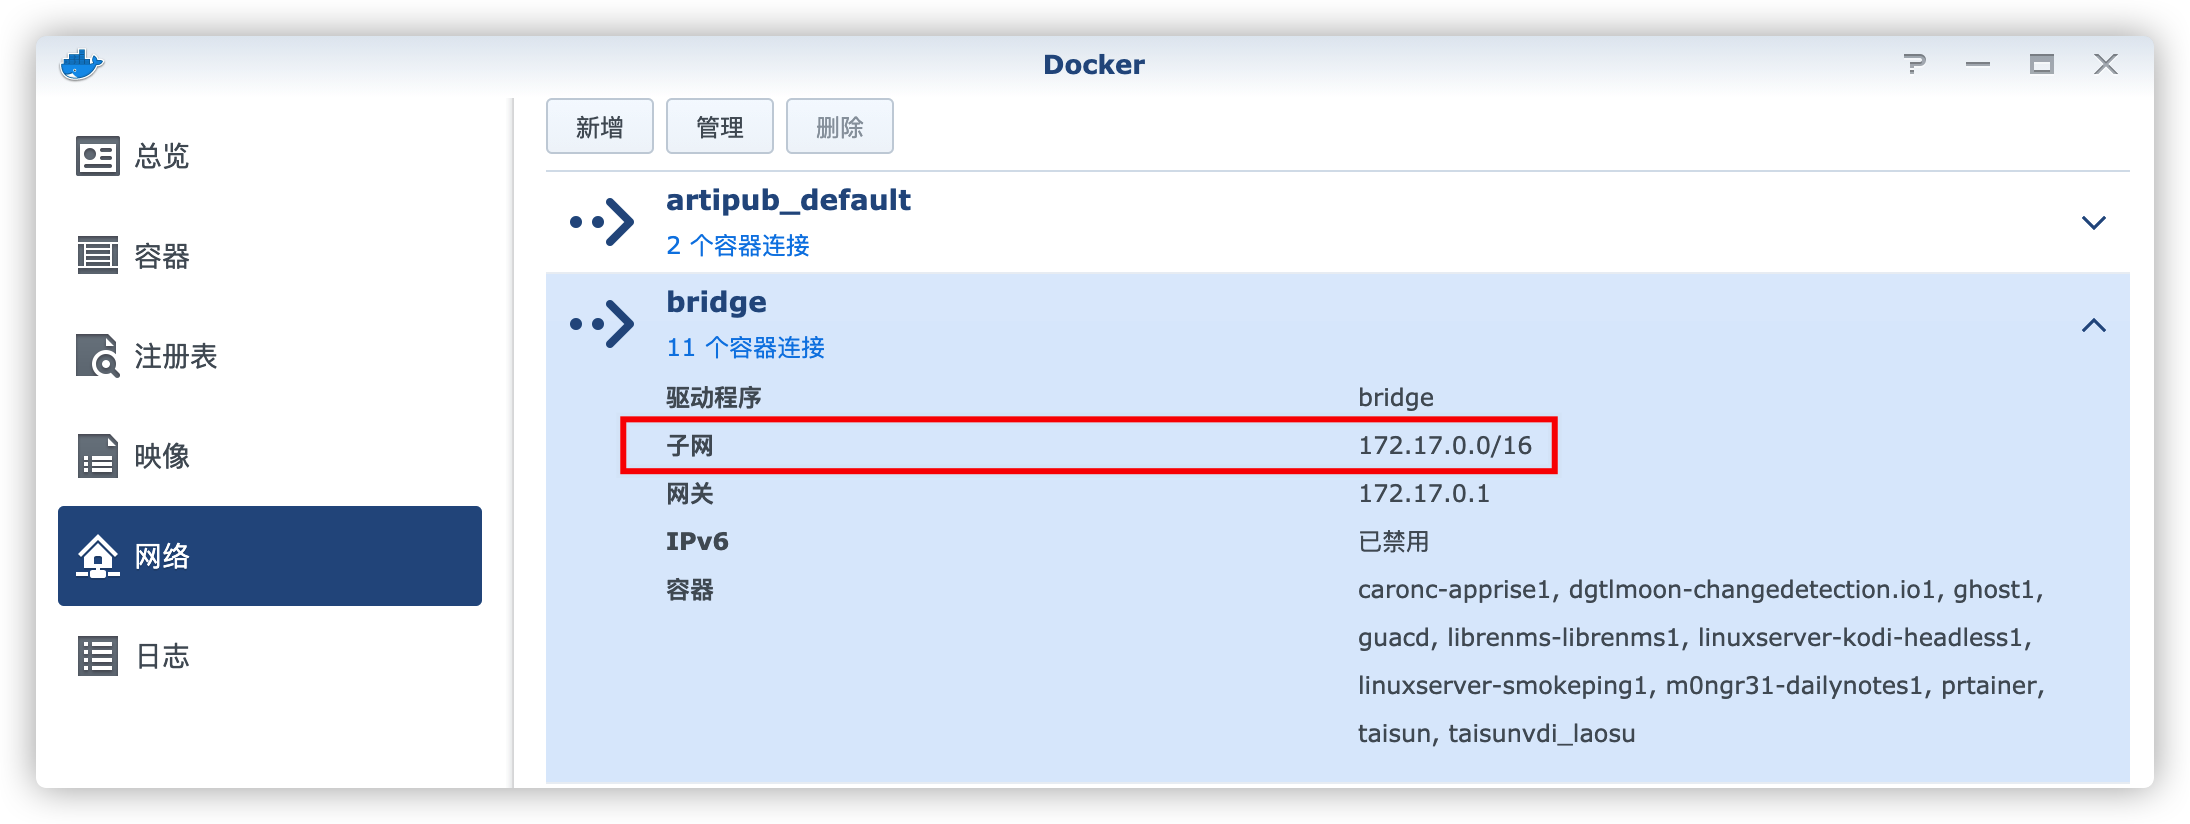 Docker
新增 管理 删除
总览
容器
注册表
映像
网络
日志
artipub_default
2 个容器连接
bridge
11 个容器连接
驱动程序 bridge
子网 172.17.0.0/16
网关 172.17.0.1
IPv6 已禁用
容器 caronc-apprise1, dgtlmoon-changedetection.io1, ghost1,
guacd, librenms-librenms1, linuxserver-kodi-headless1,
linuxserver-smokeping1, m0ngr31-dailynotes1, prtainer,
taisun, taisunvdi_laosu